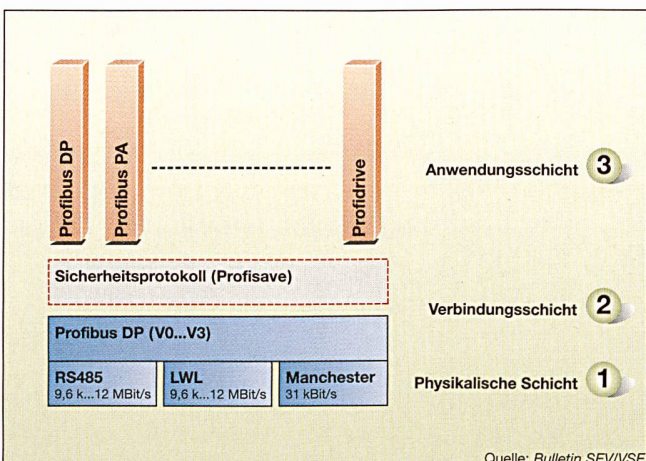 Profibus DP
Profibus PA
Profidrive
Anwendungsschicht 3
Sicherheitsprotokoll (Profisave)
Verbindungsschicht 2
Profibus DP (V0...V3)
RS485
9,6 k...12 MBit/s
LWL
9,6 k...12 MBit/s
Manchester
31 kBit/s
Physikalische Schicht 1
Quelle: Bulletin SEV/VSE